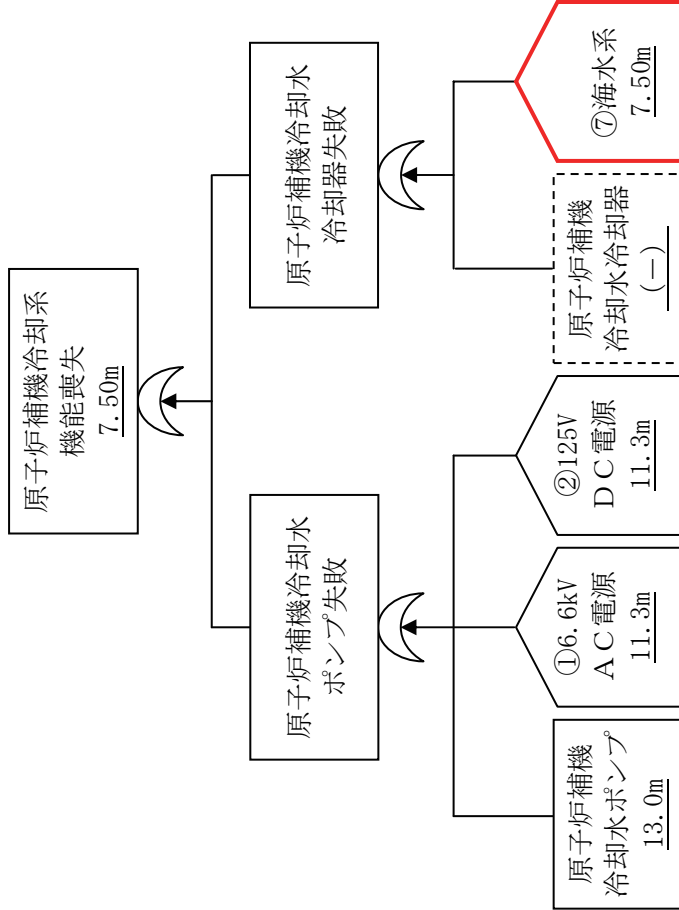 原子炉補機冷却系
機能喪失
7.50m
原子炉補機冷却水
ポンプ失敗
原子炉補機冷却水
冷却器失敗
原子炉補機
冷却水ポンプ
13.0m
①6.6kV
ＡＣ電源
11.3m
②125V
ＤＣ電源
11.3m
原子炉補機
冷却水冷却器
(－)
⑦海水系
7.50m